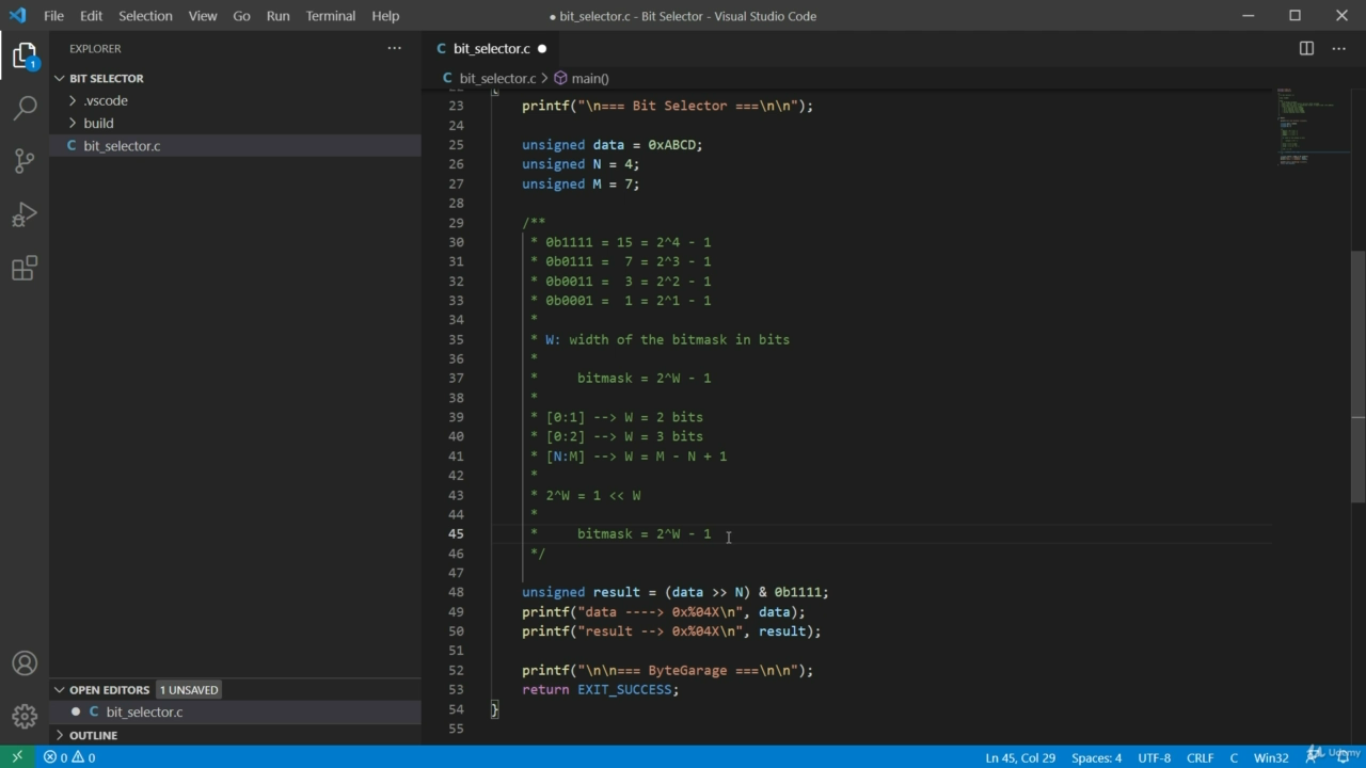 File Edit Selection View Go Run Terminal Help
● bit_selector.c - Bit Selector - Visual Studio Code
EXPLORER ···
1
BIT SELECTOR
> .vscode
> build
C bit_selector.c
OPEN EDITORS 1 UNSAVED
● C bit_selector.c
> OUTLINE
C bit_selector.c ●
C bit_selector.c > main()
23 printf("\n=== Bit Selector ===\n\n");
24
25 unsigned data = 0xABCD;
26 unsigned N = 4;
27 unsigned M = 7;
28
29 /**
30 * 0b1111 = 15 = 2^4 - 1
31 * 0b0111 =  7 = 2^3 - 1
32 * 0b0011 =  3 = 2^2 - 1
33 * 0b0001 =  1 = 2^1 - 1
34 *
35 * W: width of the bitmask in bits
36 *
37 *     bitmask = 2^W - 1
38 *
39 * [0:1] --> W = 2 bits
40 * [0:2] --> W = 3 bits
41 * [N:M] --> W = M - N + 1
42 *
43 * 2^W = 1 << W
44 *
45 *     bitmask = 2^W - 1
46 */
47
48 unsigned result = (data >> N) & 0b1111;
49 printf("data ----> 0x%04X\n", data);
50 printf("result --> 0x%04X\n", result);
51
52 printf("\n\n=== ByteGarage ===\n\n");
53 return EXIT_SUCCESS;
54 }
55
0 0 Ln 45, Col 29 Spaces: 4 UTF-8 CRLF C Win32
Udemy